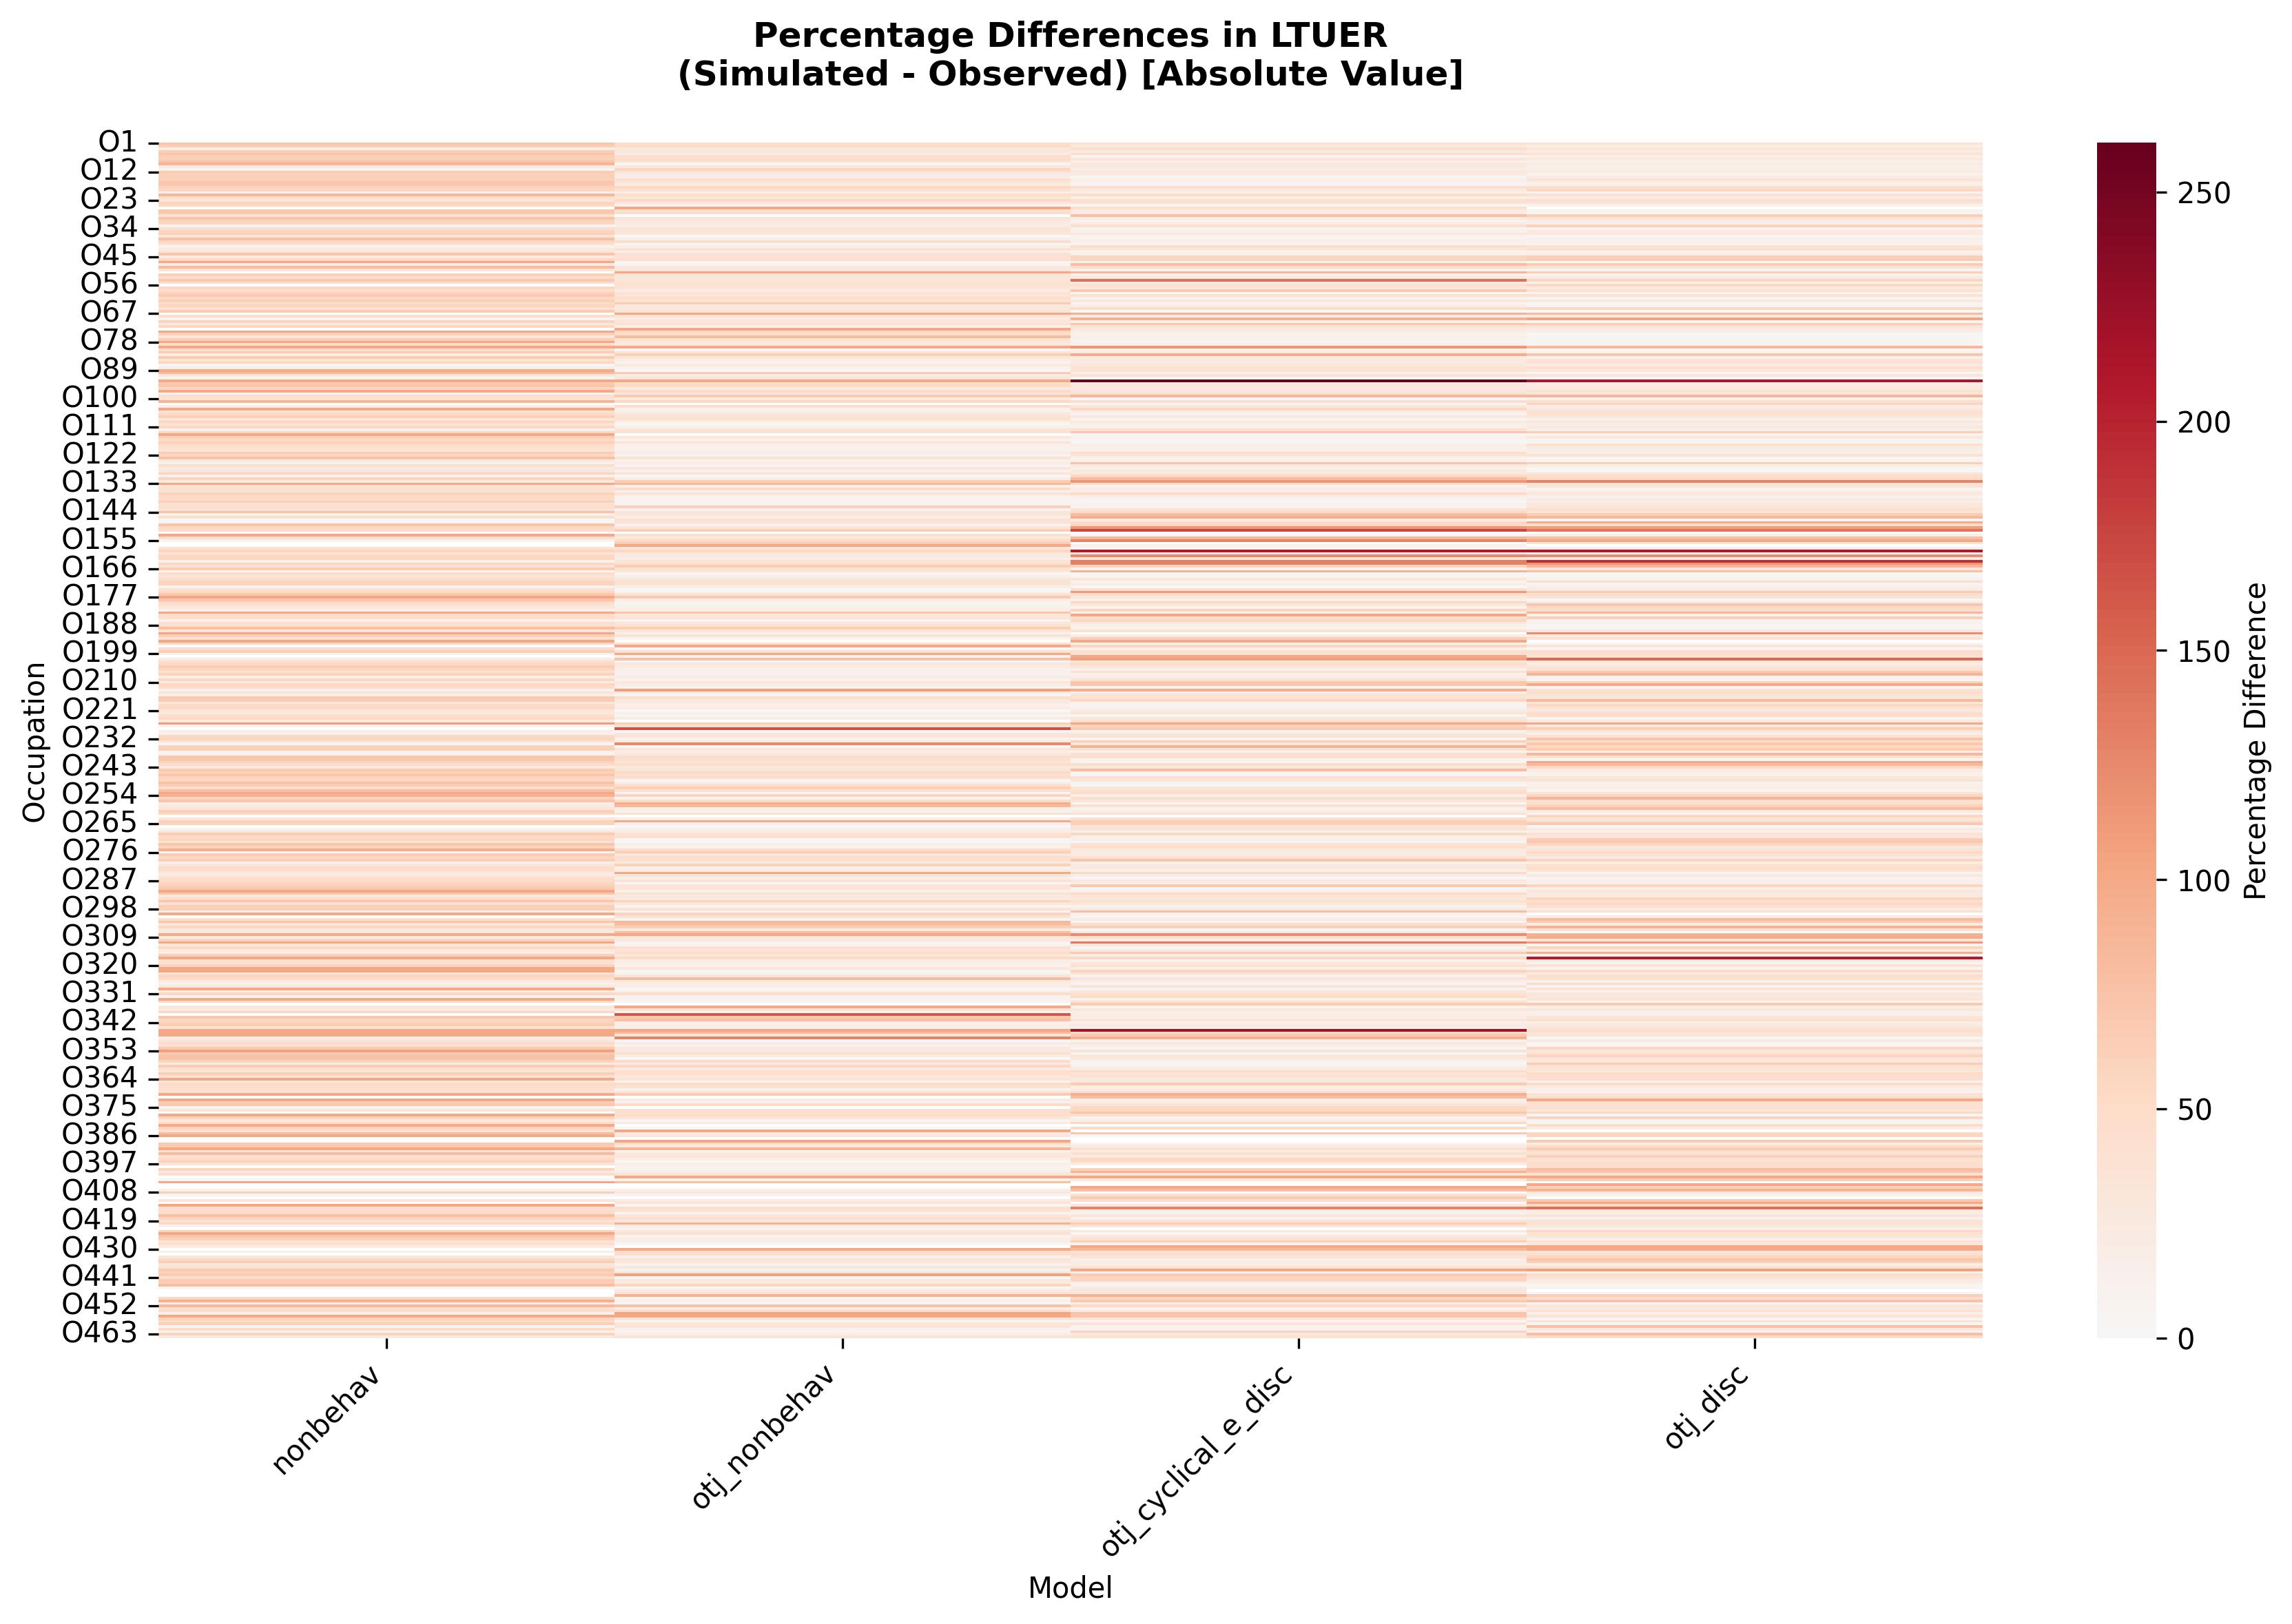 Percentage Differences in LTUER
(Simulated - Observed) [Absolute Value]
Occupation
O1
O12
O23
O34
O45
O56
O67
O78
O89
O100
O111
O122
O133
O144
O155
O166
O177
O188
O199
O210
O221
O232
O243
O254
O265
O276
O287
O298
O309
O320
O331
O342
O353
O364
O375
O386
O397
O408
O419
O430
O441
O452
O463
nonbehav
otj_nonbehav
otj_cyclical_e_disc
otj_disc
Model
250
200
150
100
50
0
Percentage Difference